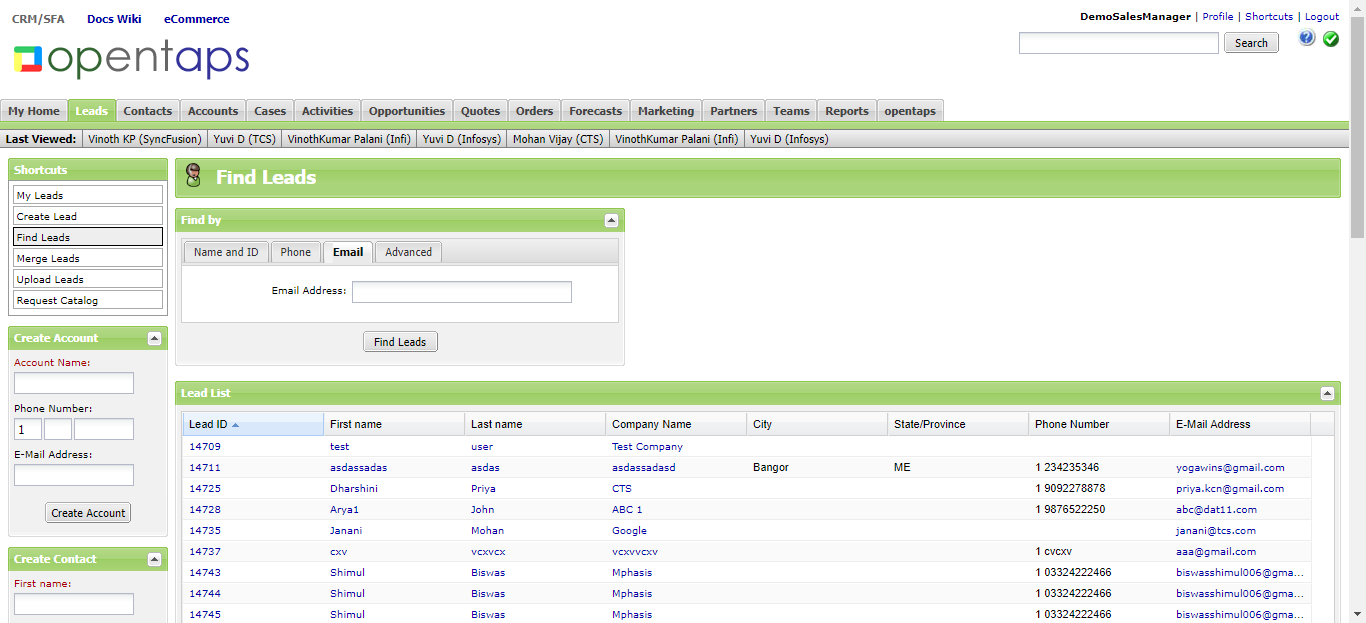 CRM/SFA Docs Wiki eCommerce
DemoSalesManager | Profile | Shortcuts | Logout
opentaps
Search
My Home Leads Contacts Accounts Cases Activities Opportunities Quotes Orders Forecasts Marketing Partners Teams Reports opentaps
Last Viewed: Vinoth KP (SyncFusion) Yuvi D (TCS) VinothKumar Palani (Infi) Yuvi D (Infosys) Mohan Vijay (CTS) VinothKumar Palani (Infi) Yuvi D (Infosys)
Shortcuts
My Leads
Create Lead
Find Leads
Merge Leads
Upload Leads
Request Catalog
Create Account
Account Name:
Phone Number:
1
E-Mail Address:
Create Account
Create Contact
First name:
Find Leads
Find by
Name and ID Phone Email Advanced
Email Address:
Find Leads
Lead List
Lead ID First name Last name Company Name City State/Province Phone Number E-Mail Address
14709 test user Test Company
14711 asdassadas asdas asdassadasd Bangor ME 1 234235346 yogawins@gmail.com
14725 Dharshini Priya CTS 1 9092278878 priya.kcn@gmail.com
14728 Arya1 John ABC 1 1 9876522250 abc@dat11.com
14735 Janani Mohan Google janani@tcs.com
14737 cxv vcxvcx vcxvvcxv 1 cvcxv aaa@gmail.com
14743 Shimul Biswas Mphasis 1 03324222466 biswasshimul006@gma...
14744 Shimul Biswas Mphasis 1 03324222466 biswasshimul006@gma...
14745 Shimul Biswas Mphasis 1 03324222466 biswasshimul006@gma...